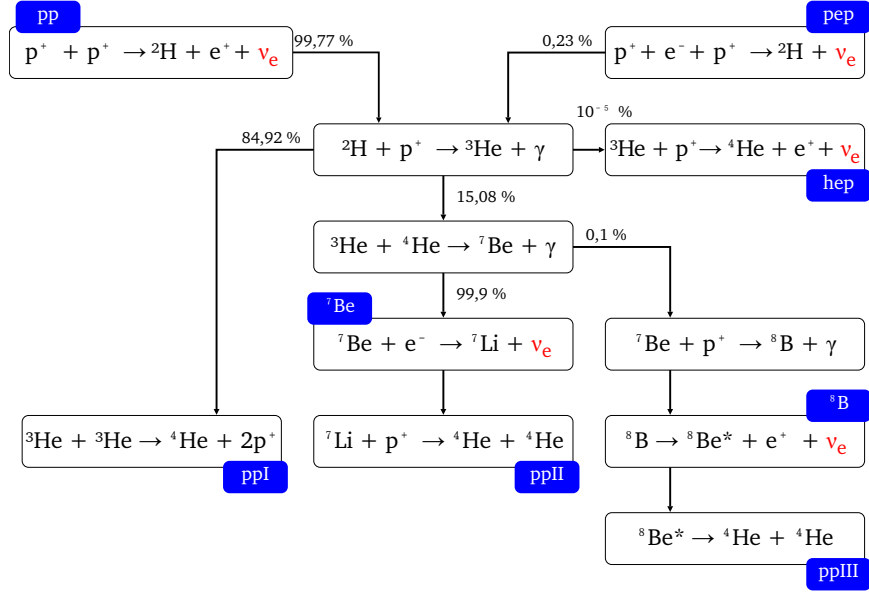 pp
pep
p⁺ + p⁺ → ²H + e⁺ + νₑ
99,77 %
0,23 %
p⁺ + e⁻ + p⁺ → ²H + νₑ
84,92 %
10⁻⁵ %
²H + p⁺ → ³He + γ
³He + p⁺ → ⁴He + e⁺ + νₑ
hep
15,08 %
³He + ⁴He → ⁷Be + γ
0,1 %
99,9 %
⁷Be
⁷Be + e⁻ → ⁷Li + νₑ
⁷Be + p⁺ → ⁸B + γ
⁸B
³He + ³He → ⁴He + 2p⁺
⁷Li + p⁺ → ⁴He + ⁴He
⁸B → ⁸Be* + e⁺ + νₑ
ppI
ppII
⁸Be* → ⁴He + ⁴He
ppIII